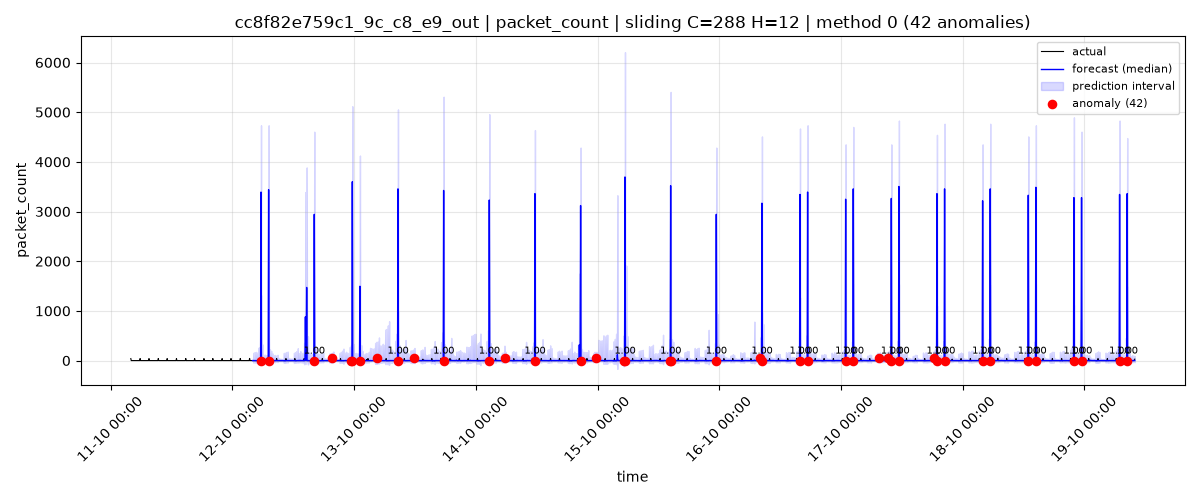 cc8f82e759c1_9c_c8_e9_out | packet_count | sliding C=288 H=12 | method 0 (42 anomalies)
actual
forecast (median)
prediction interval
anomaly (42)
packet_count
6000
5000
4000
3000
2000
1000
0
1.00 1.00 1.00 1.00 1.00 1.00 1.00 1.00 1.00
11-10 00:00
12-10 00:00
13-10 00:00
14-10 00:00
15-10 00:00
16-10 00:00
17-10 00:00
18-10 00:00
19-10 00:00
time